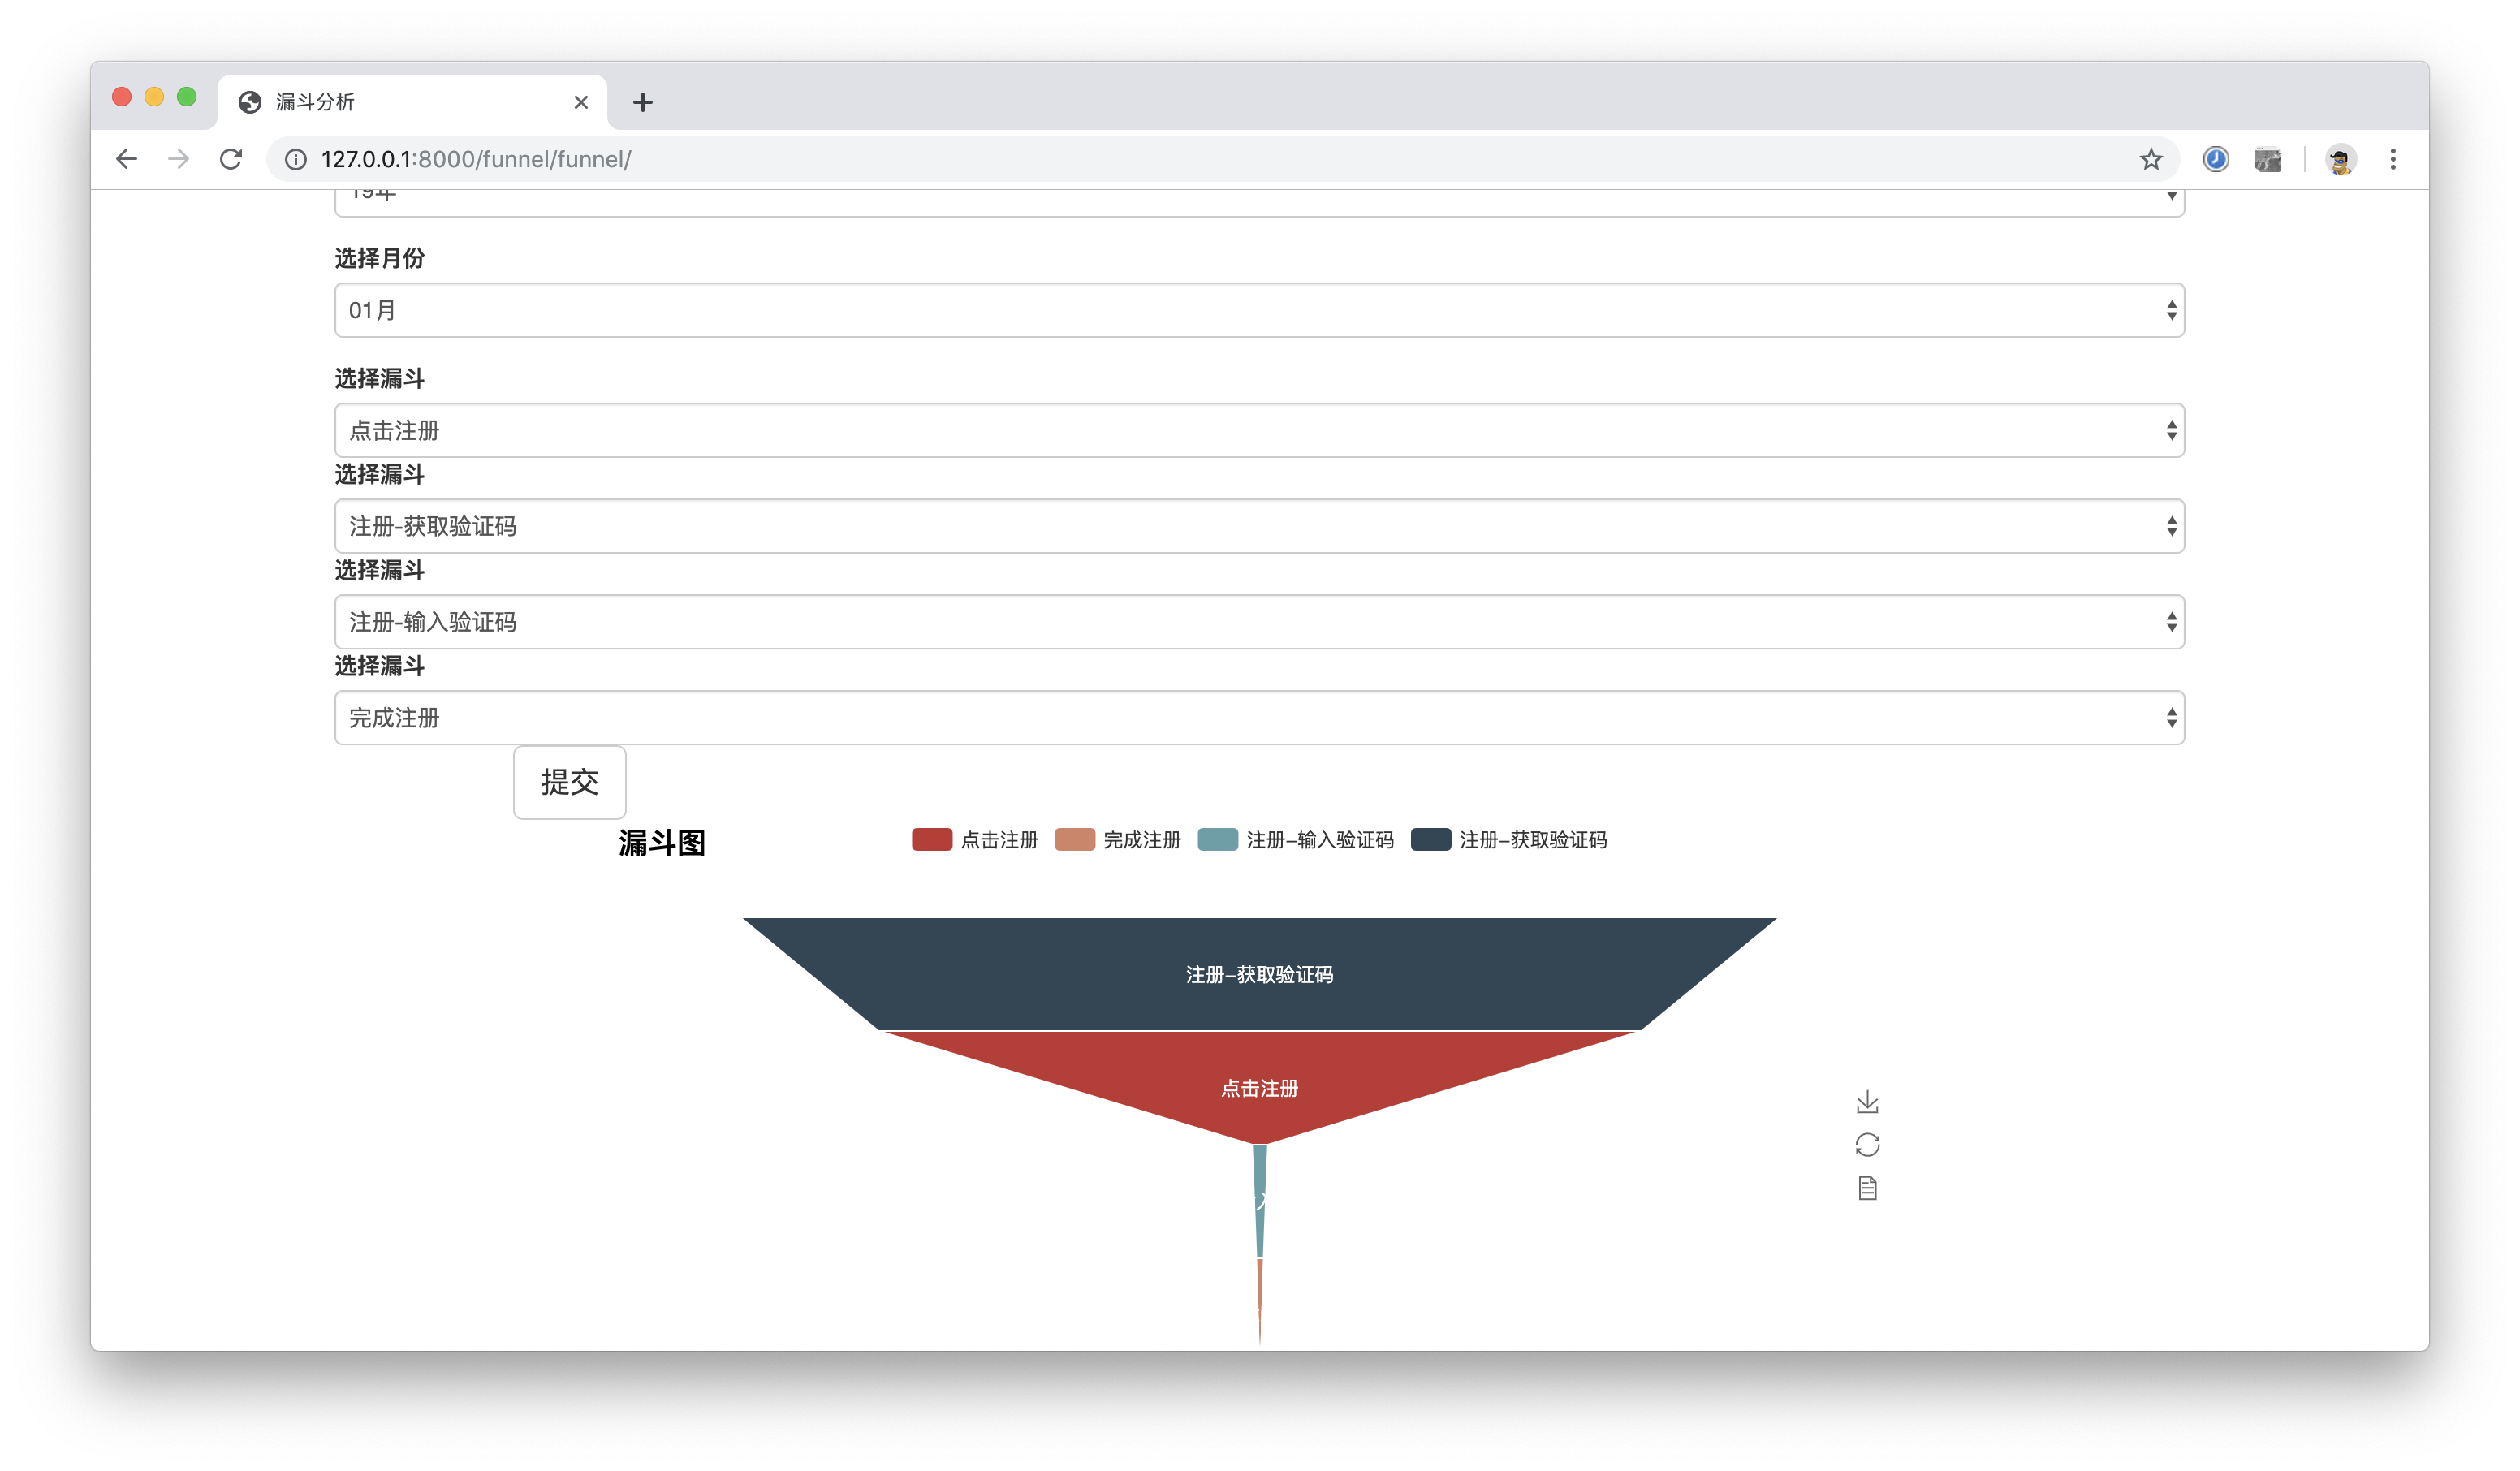 漏斗分析
127.0.0.1:8000/funnel/funnel/
19年
选择月份
01月
选择漏斗
点击注册
选择漏斗
注册-获取验证码
选择漏斗
注册-输入验证码
选择漏斗
完成注册
提交
漏斗图 点击注册 完成注册 注册-输入验证码 注册-获取验证码
注册-获取验证码
点击注册
入